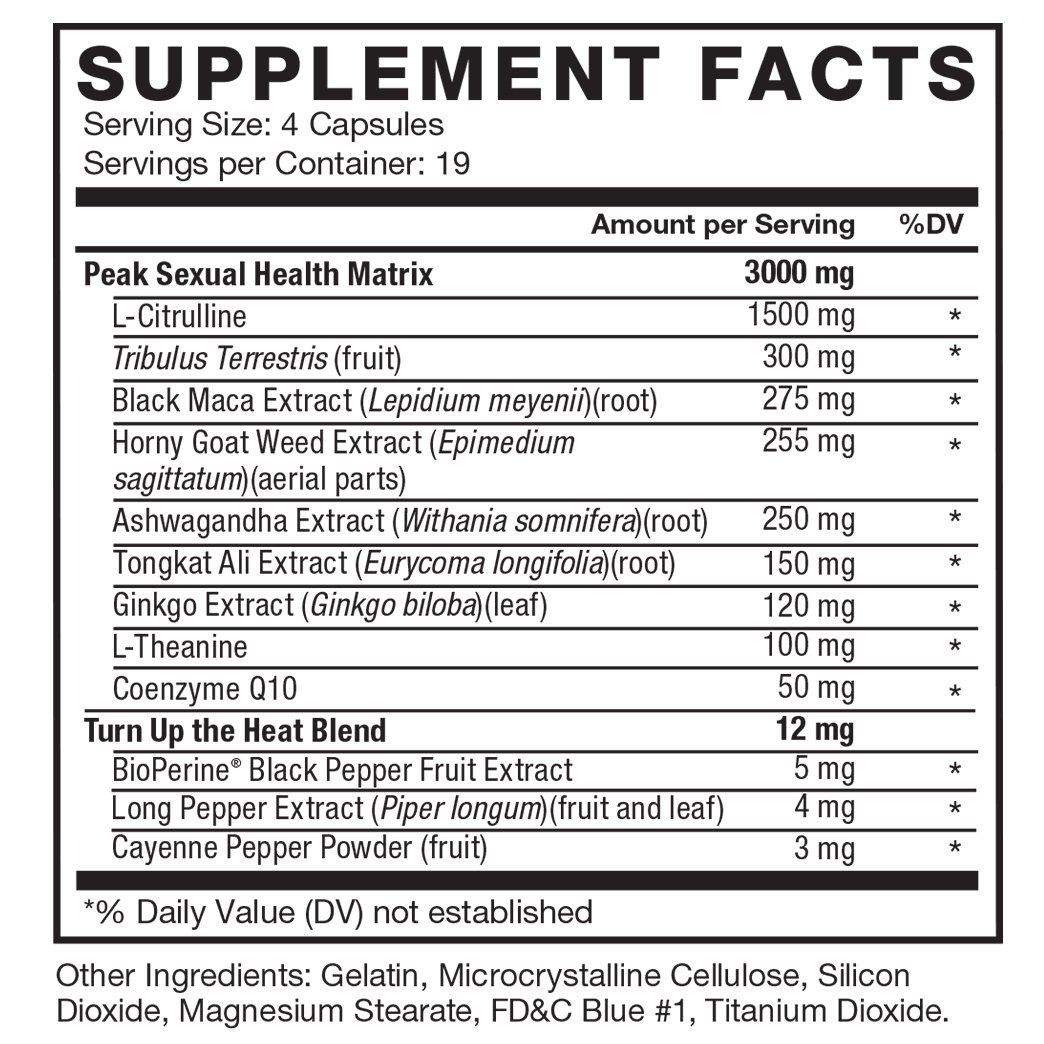 SUPPLEMENT FACTS
Serving Size: 4 Capsules
Servings per Container: 19
Amount per Serving %DV
Peak Sexual Health Matrix 3000 mg
L-Citrulline 1500 mg *
Tribulus Terrestris (fruit) 300 mg *
Black Maca Extract (Lepidium meyenii)(root) 275 mg *
Horny Goat Weed Extract (Epimedium 255 mg *
sagittatum)(aerial parts)
Ashwagandha Extract (Withania somnifera)(root) 250 mg *
Tongkat Ali Extract (Eurycoma longifolia)(root) 150 mg *
Ginkgo Extract (Ginkgo biloba)(leaf) 120 mg *
L-Theanine 100 mg *
Coenzyme Q10 50 mg *
Turn Up the Heat Blend 12 mg
BioPerine® Black Pepper Fruit Extract 5 mg *
Long Pepper Extract (Piper longum)(fruit and leaf) 4 mg *
Cayenne Pepper Powder (fruit) 3 mg *
*% Daily Value (DV) not established
Other Ingredients: Gelatin, Microcrystalline Cellulose, Silicon
Dioxide, Magnesium Stearate, FD&C Blue #1, Titanium Dioxide.